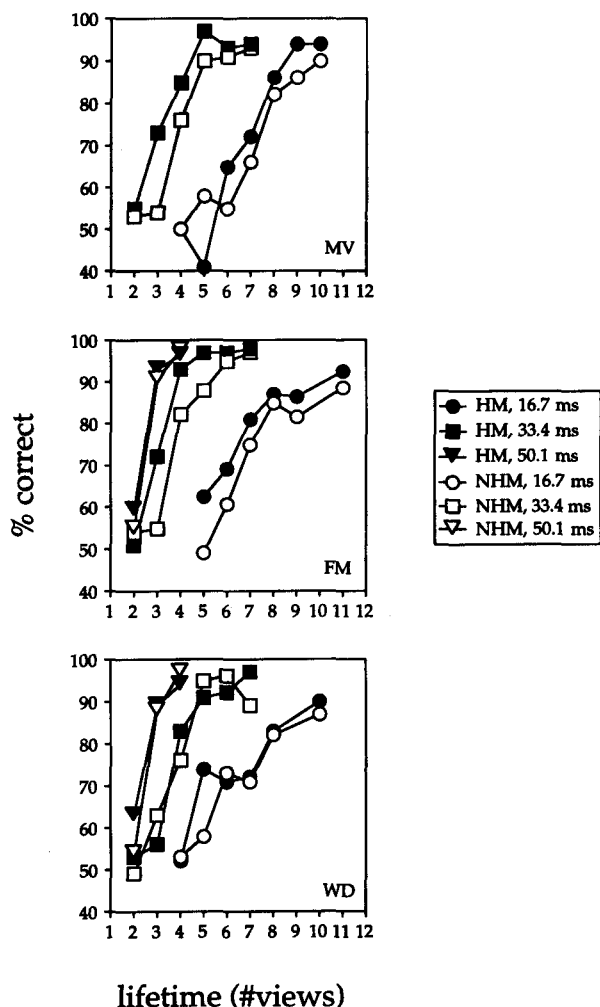 100
90
80
70
60
50
40
1 2 3 4 5 6 7 8 9 10 11 12
MV
100
90
80
70
60
50
40
1 2 3 4 5 6 7 8 9 10 11 12
FM
100
90
80
70
60
50
40
1 2 3 4 5 6 7 8 9 10 11 12
WD
% correct
lifetime (#views)
HM, 16.7 ms
HM, 33.4 ms
HM, 50.1 ms
NHM, 16.7 ms
NHM, 33.4 ms
NHM, 50.1 ms